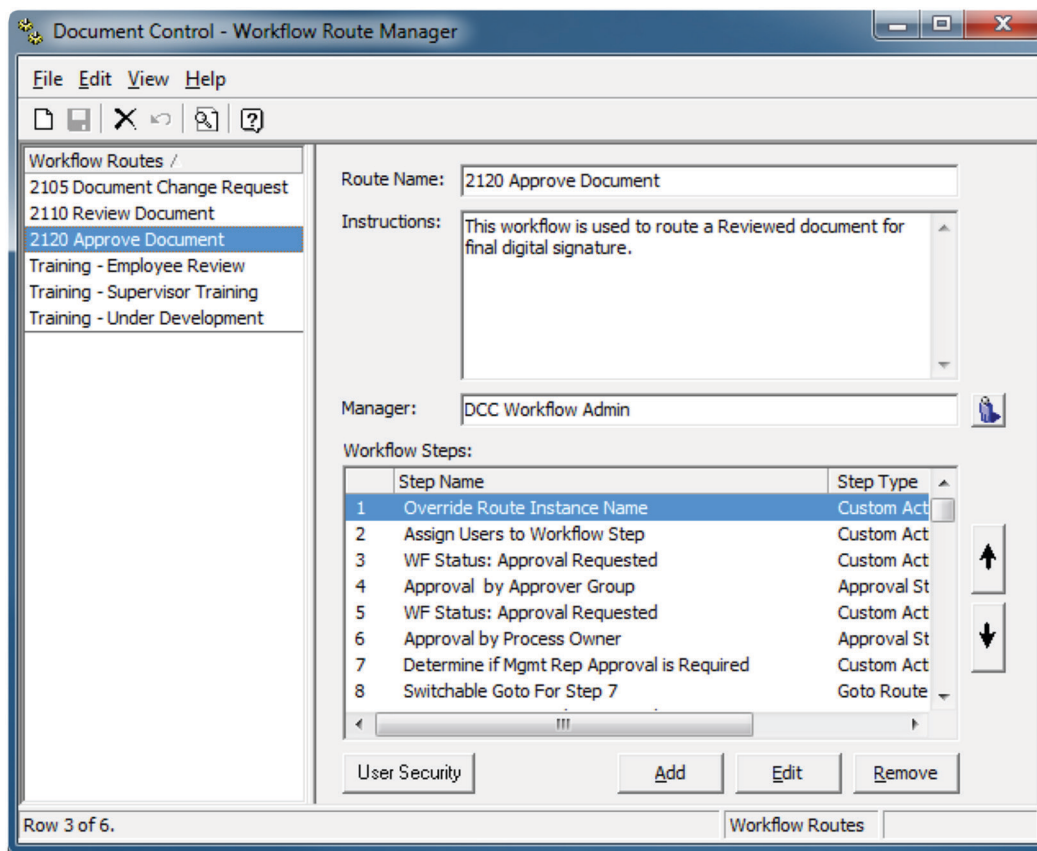 Document Control - Workflow Route Manager
File Edit View Help
Workflow Routes /
2105 Document Change Request
2110 Review Document
2120 Approve Document
Training - Employee Review
Training - Supervisor Training
Training - Under Development
Route Name: 2120 Approve Document
Instructions: This workflow is used to route a Reviewed document for
final digital signature.
Manager: DCC Workflow Admin
Workflow Steps:
Step Name Step Type
1 Override Route Instance Name Custom Act
2 Assign Users to Workflow Step Custom Act
3 WF Status: Approval Requested Custom Act
4 Approval by Approver Group Approval St
5 WF Status: Approval Requested Custom Act
6 Approval by Process Owner Approval St
7 Determine if Mgmt Rep Approval is Required Custom Act
8 Switchable Goto For Step 7 Goto Route
User Security Add Edit Remove
Row 3 of 6. Workflow Routes